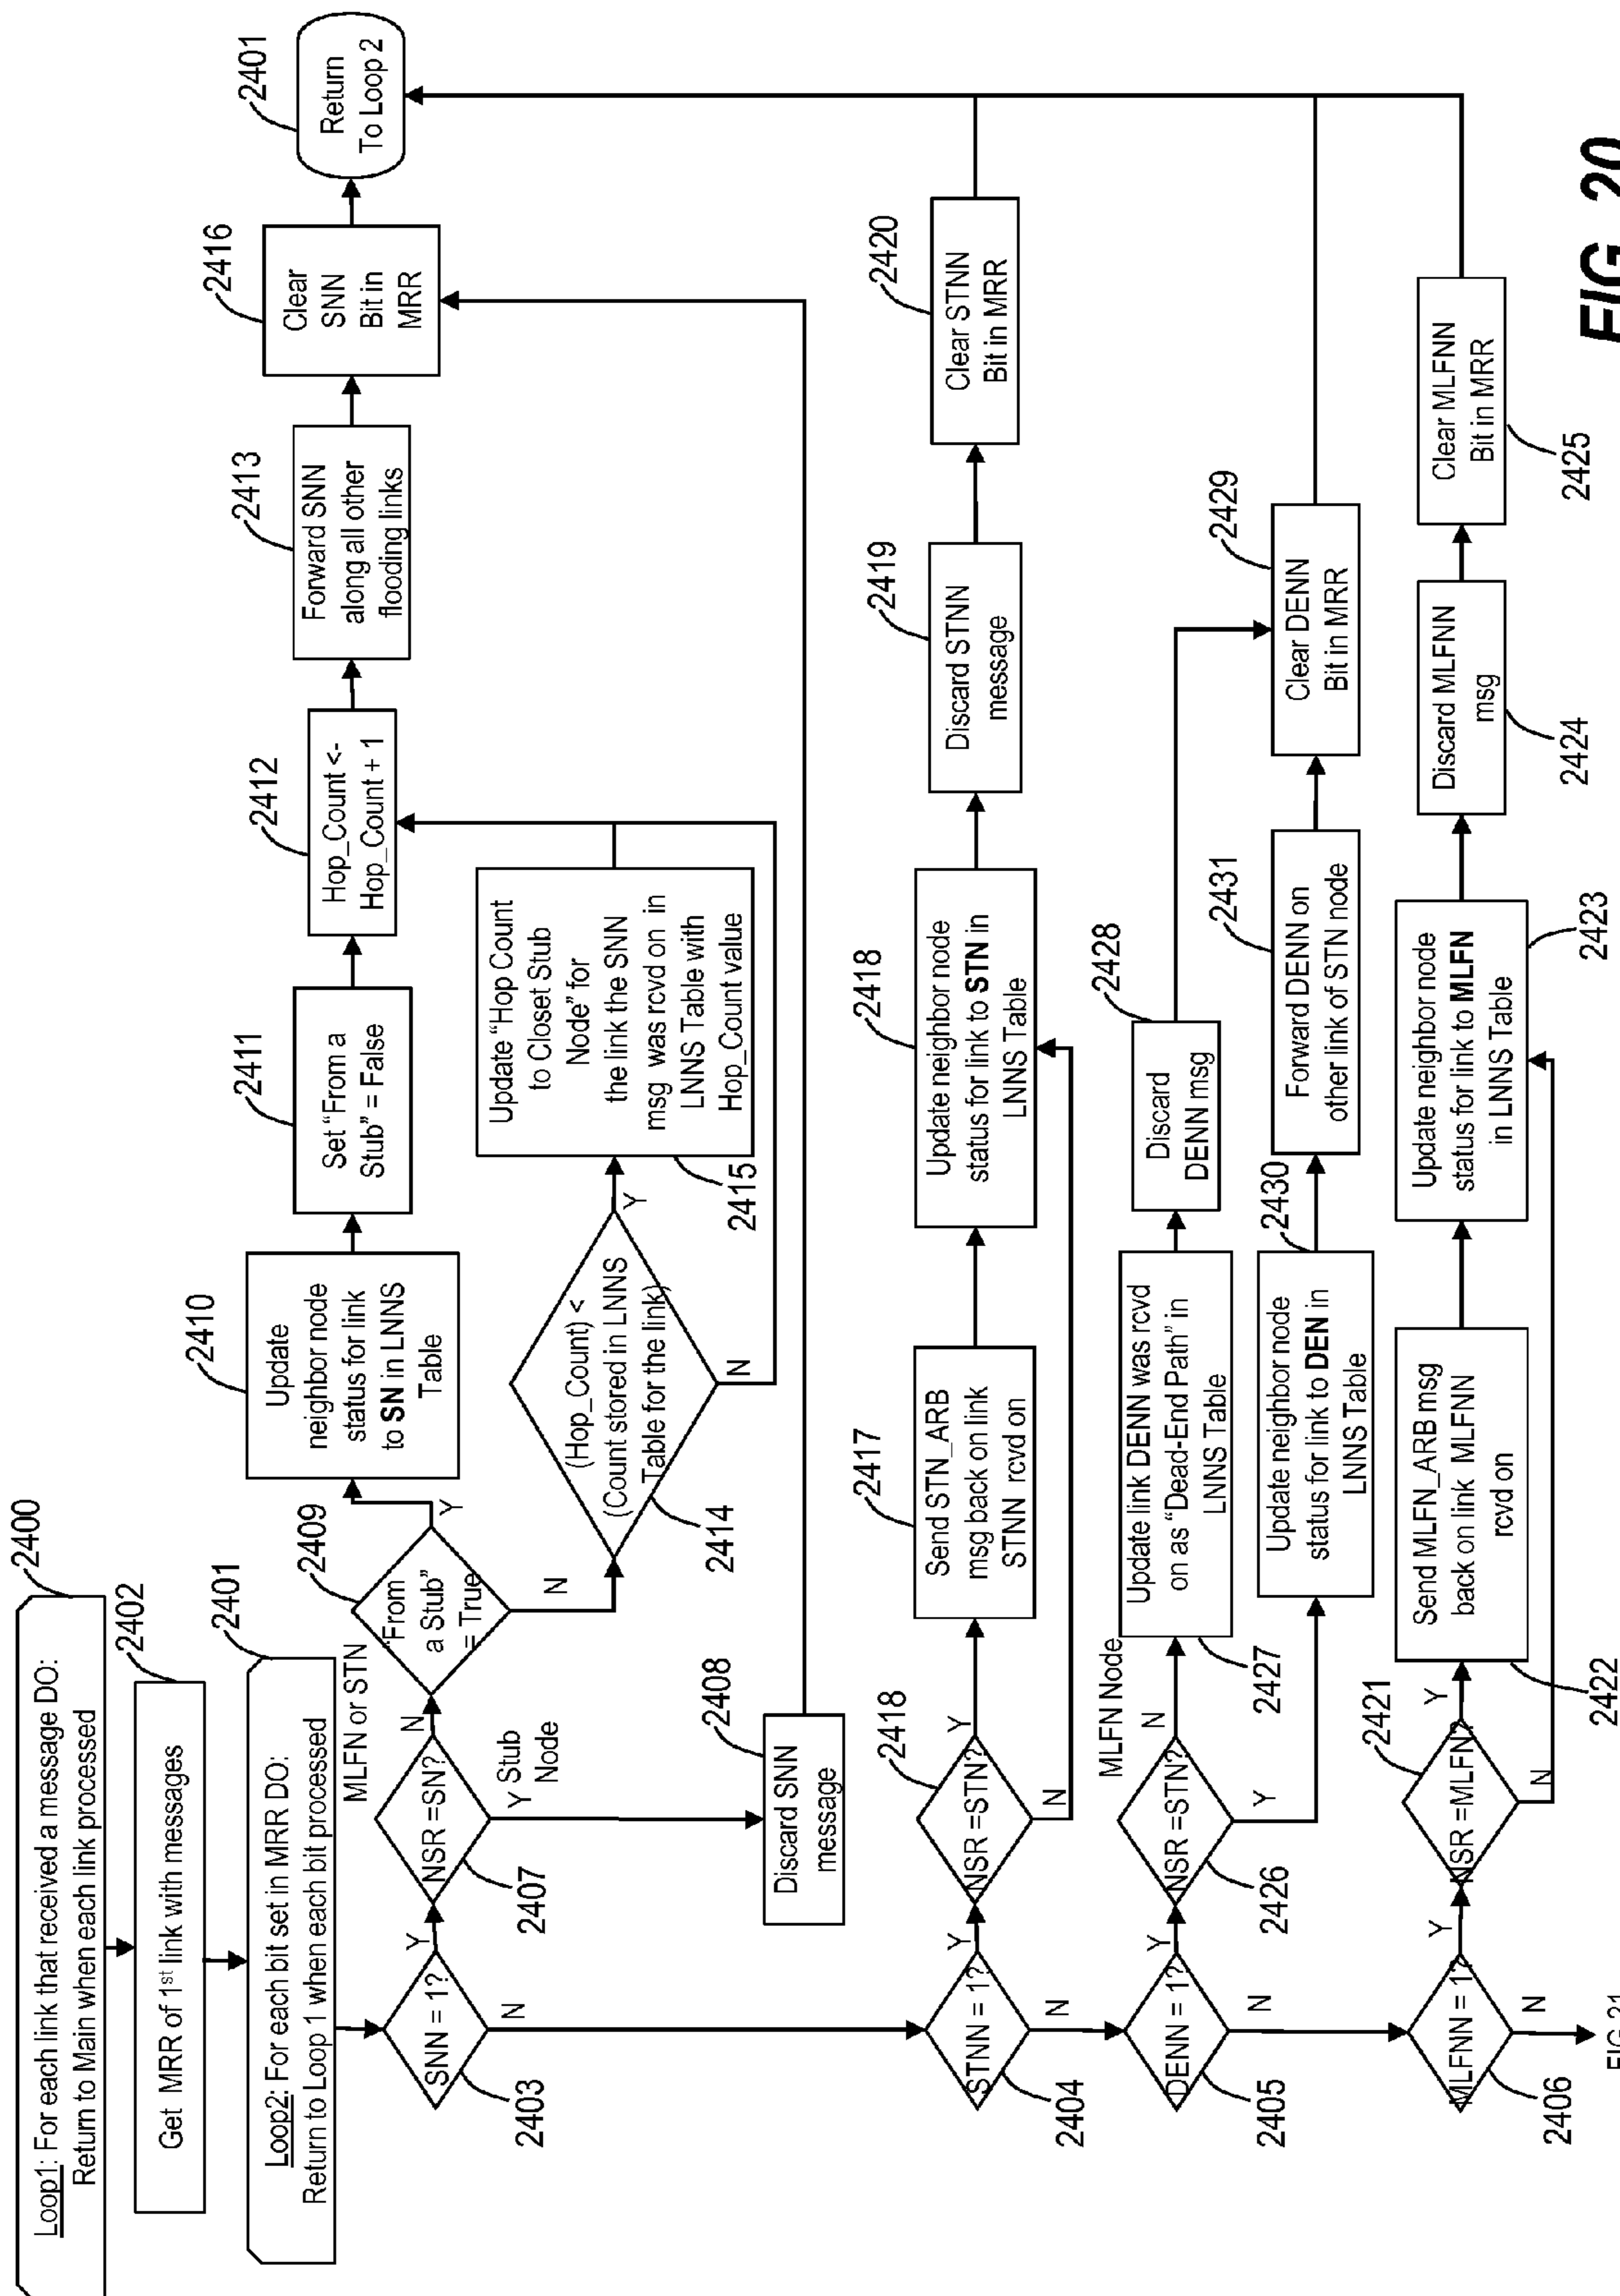 2400
Loop1: For each link that received a message DO:
Return to Main when each link processed
2402
Get MRR of 1st link with messages
2401
Loop2: For each bit set in MRR DO:
Return to Loop 1 when each bit processed
SNN = 1?
Y
N
2403
MLFN or STN
NSR =SN?
N
Y Stub
Node
2407
2408
Discard SNN
message
2409
"From
a Stub"
= True
Y
N
2410
Update
neighbor node
status for link
to SN in LNNS
Table
2411
Set "From a
Stub" = False
2412
Hop_Count <-
Hop_Count + 1
2413
Forward SNN
along all other
flooding links
2416
Clear
SNN
Bit in
MRR
2401
Return
To Loop 2
(Hop_Count) <
(Count stored in LNNS
Table for the link)
Y
N
2414
Update "Hop Count
to Closet Stub
Node" for
the link the SNN
msg was rcvd on in
LNNS Table with
Hop_Count value
2415
STNN = 1?
Y
N
2404
2418
NSR =STN?
Y
N
2417
Send STN_ARB
msg back on link
STNN rcvd on
2418
Update neighbor node
status for link to STN in
LNNS Table
2419
Discard STNN
message
2420
Clear STNN
Bit in MRR
DENN = 1?
Y
N
2405
MLFN Node
NSR =STN?
N
Y
2426
Update link DENN was rcvd
on as "Dead-End Path" in
LNNS Table
2427
2428
Discard
DENN msg
2429
Clear DENN
Bit in MRR
2430
Update neighbor node
status for link to DEN in
LNNS Table
2431
Forward DENN on
other link of STN node
MLFNN = 1?
Y
N
2406
2421
NSR =MLFN?
Y
N
Send MLFN_ARB msg
back on link MLFNN
rcvd on
2422
Update neighbor node
status for link to MLFN
in LNNS Table
2423
Discard MLFNN
msg
2424
Clear MLFNN
Bit in MRR
2425
FIG 21
FIG. 20